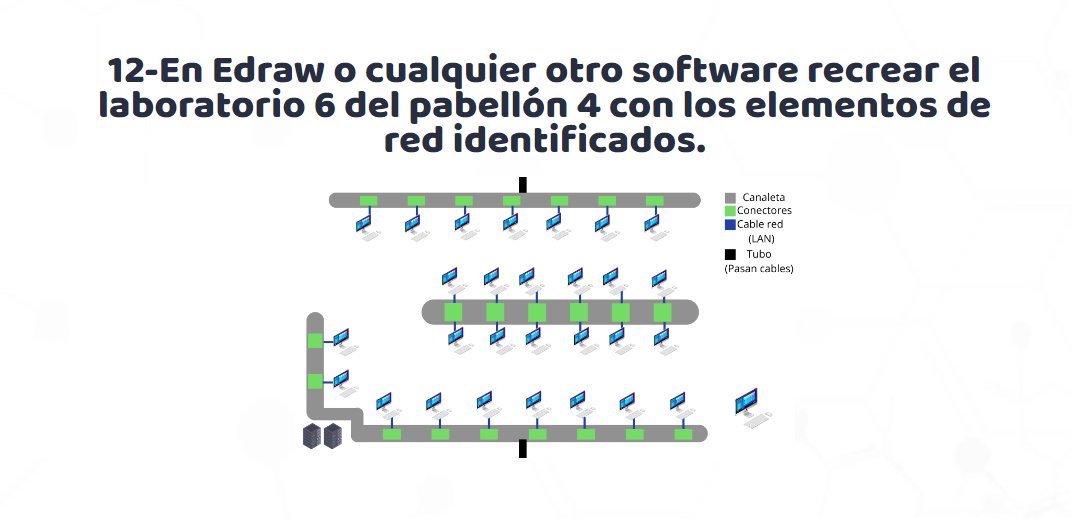 12-En Edraw o cualquier otro software recrear el
laboratorio 6 del pabellón 4 con los elementos de
red identificados.
Canaleta
Conectores
Cable red
(LAN)
Tubo
(Pasan cables)